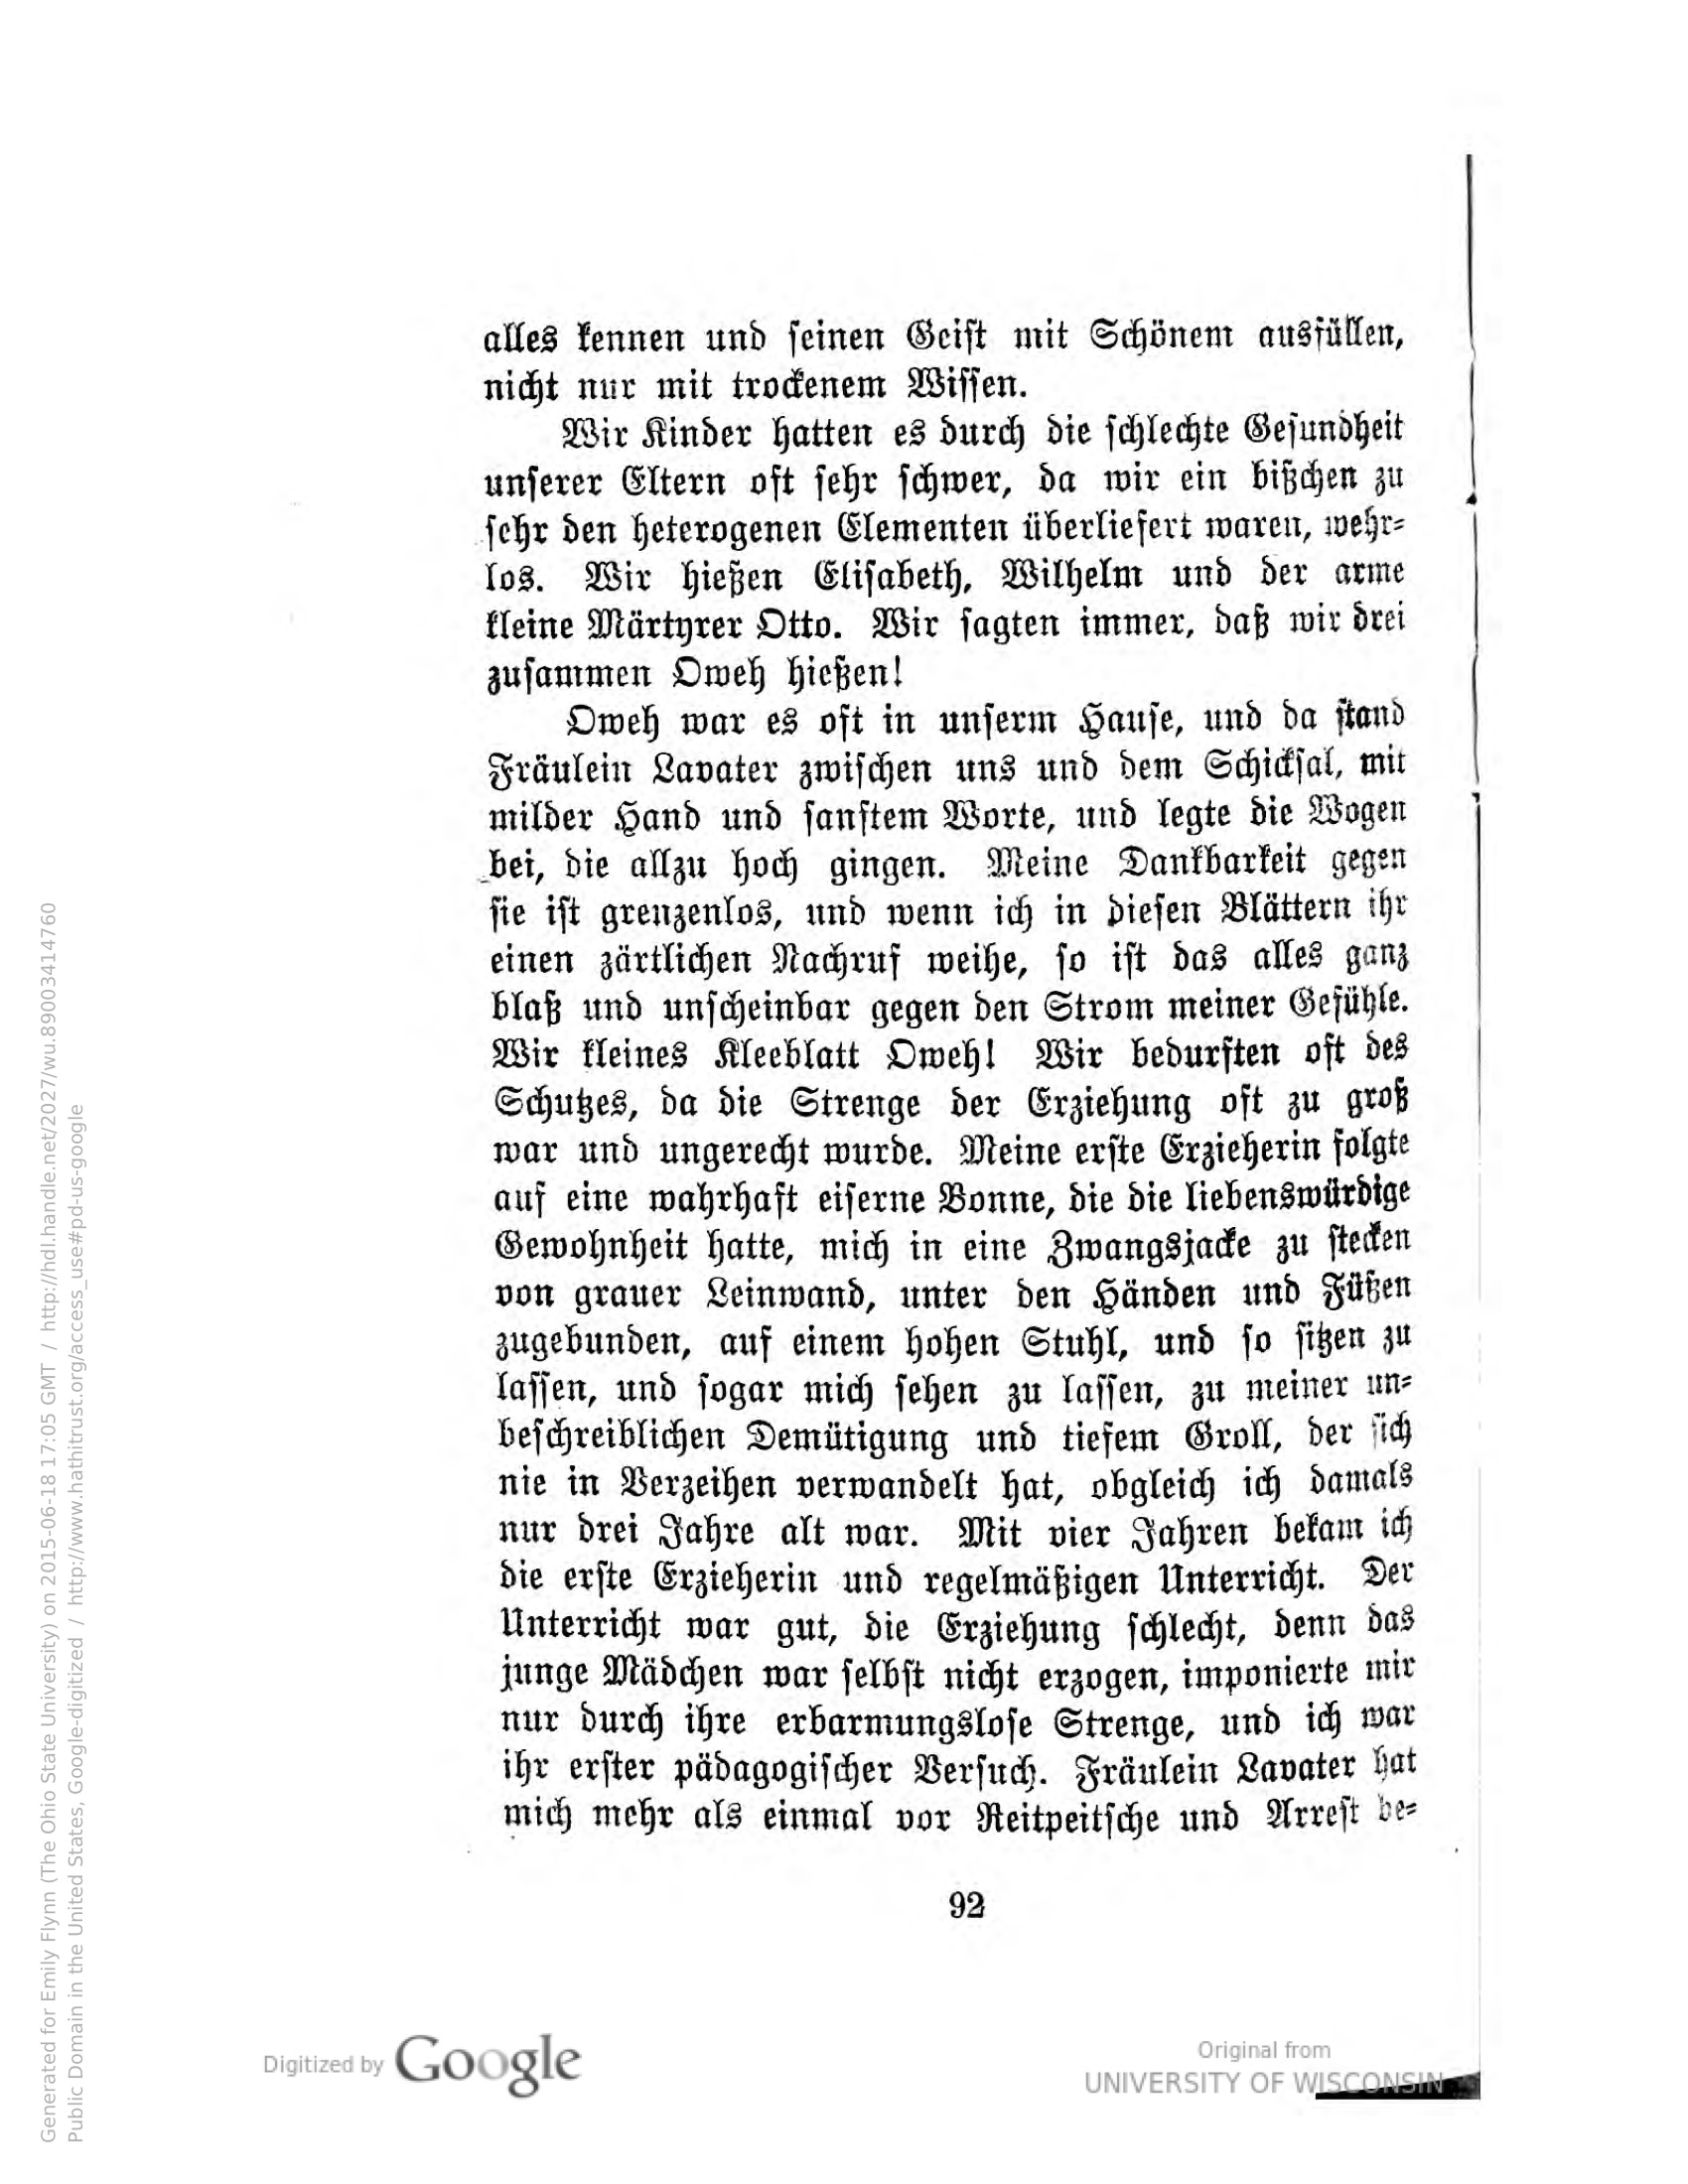 alles kennen und seinen Geist mit Schönem ausfüllen,
nicht nur mit trockenem Wissen.
Wir Kinder hatten es durch die schlechte Gesundheit
unserer Eltern oft sehr schwer, da wir ein bißchen zu
sehr den heterogenen Elementen überliefert waren, wehr-
los. Wir hießen Elisabeth, Wilhelm und der arme
kleine Märtyrer Otto. Wir sagten immer, daß wir drei
zusammen Oweh hießen!
Oweh war es oft in unserm Hause, und da stand
Fräulein Lavater zwischen uns und dem Schicksal, mit
milder Hand und sanftem Worte, und legte die Wogen
bei, die allzu hoch gingen. Meine Dankbarkeit gegen
sie ist grenzenlos, und wenn ich in diesen Blättern ihr
einen zärtlichen Nachruf weihe, so ist das alles ganz
blaß und unscheinbar gegen den Strom meiner Gefühle.
Wir kleines Kleeblatt Oweh! Wir bedurften oft des
Schutzes, da die Strenge der Erziehung oft zu groß
war und ungerecht wurde. Meine erste Erzieherin folgte
auf eine wahrhaft eiserne Bonne, die die liebenswürdige
Gewohnheit hatte, mich in eine Zwangsjacke zu stecken
von grauer Leinwand, unter den Händen und Füßen
zugebunden, auf einem hohen Stuhl, und so sitzen zu
lassen, und sogar mich sehen zu lassen, zu meiner un-
beschreiblichen Demütigung und tiefem Groll, der sich
nie in Verzeihen verwandelt hat, obgleich ich damals
nur drei Jahre alt war. Mit vier Jahren bekam ich
die erste Erzieherin und regelmäßigen Unterricht. Der
Unterricht war gut, die Erziehung schlecht, denn das
junge Mädchen war selbst nicht erzogen, imponierte mir
nur durch ihre erbarmungslose Strenge, und ich war
ihr erster pädagogischer Versuch. Fräulein Lavater hat
mich mehr als einmal vor Reitpeitsche und Arrest be-
92
Digitized by Google
Original from
UNIVERSITY OF WISCONSIN
Generated for Emily Flynn (The Ohio State University) on 2015-06-18 17:05 GMT / http://hdl.handle.net/2027/wu.89003414760
Public Domain in the United States, Google-digitized / http://www.hathitrust.org/access_use#pd-us-google